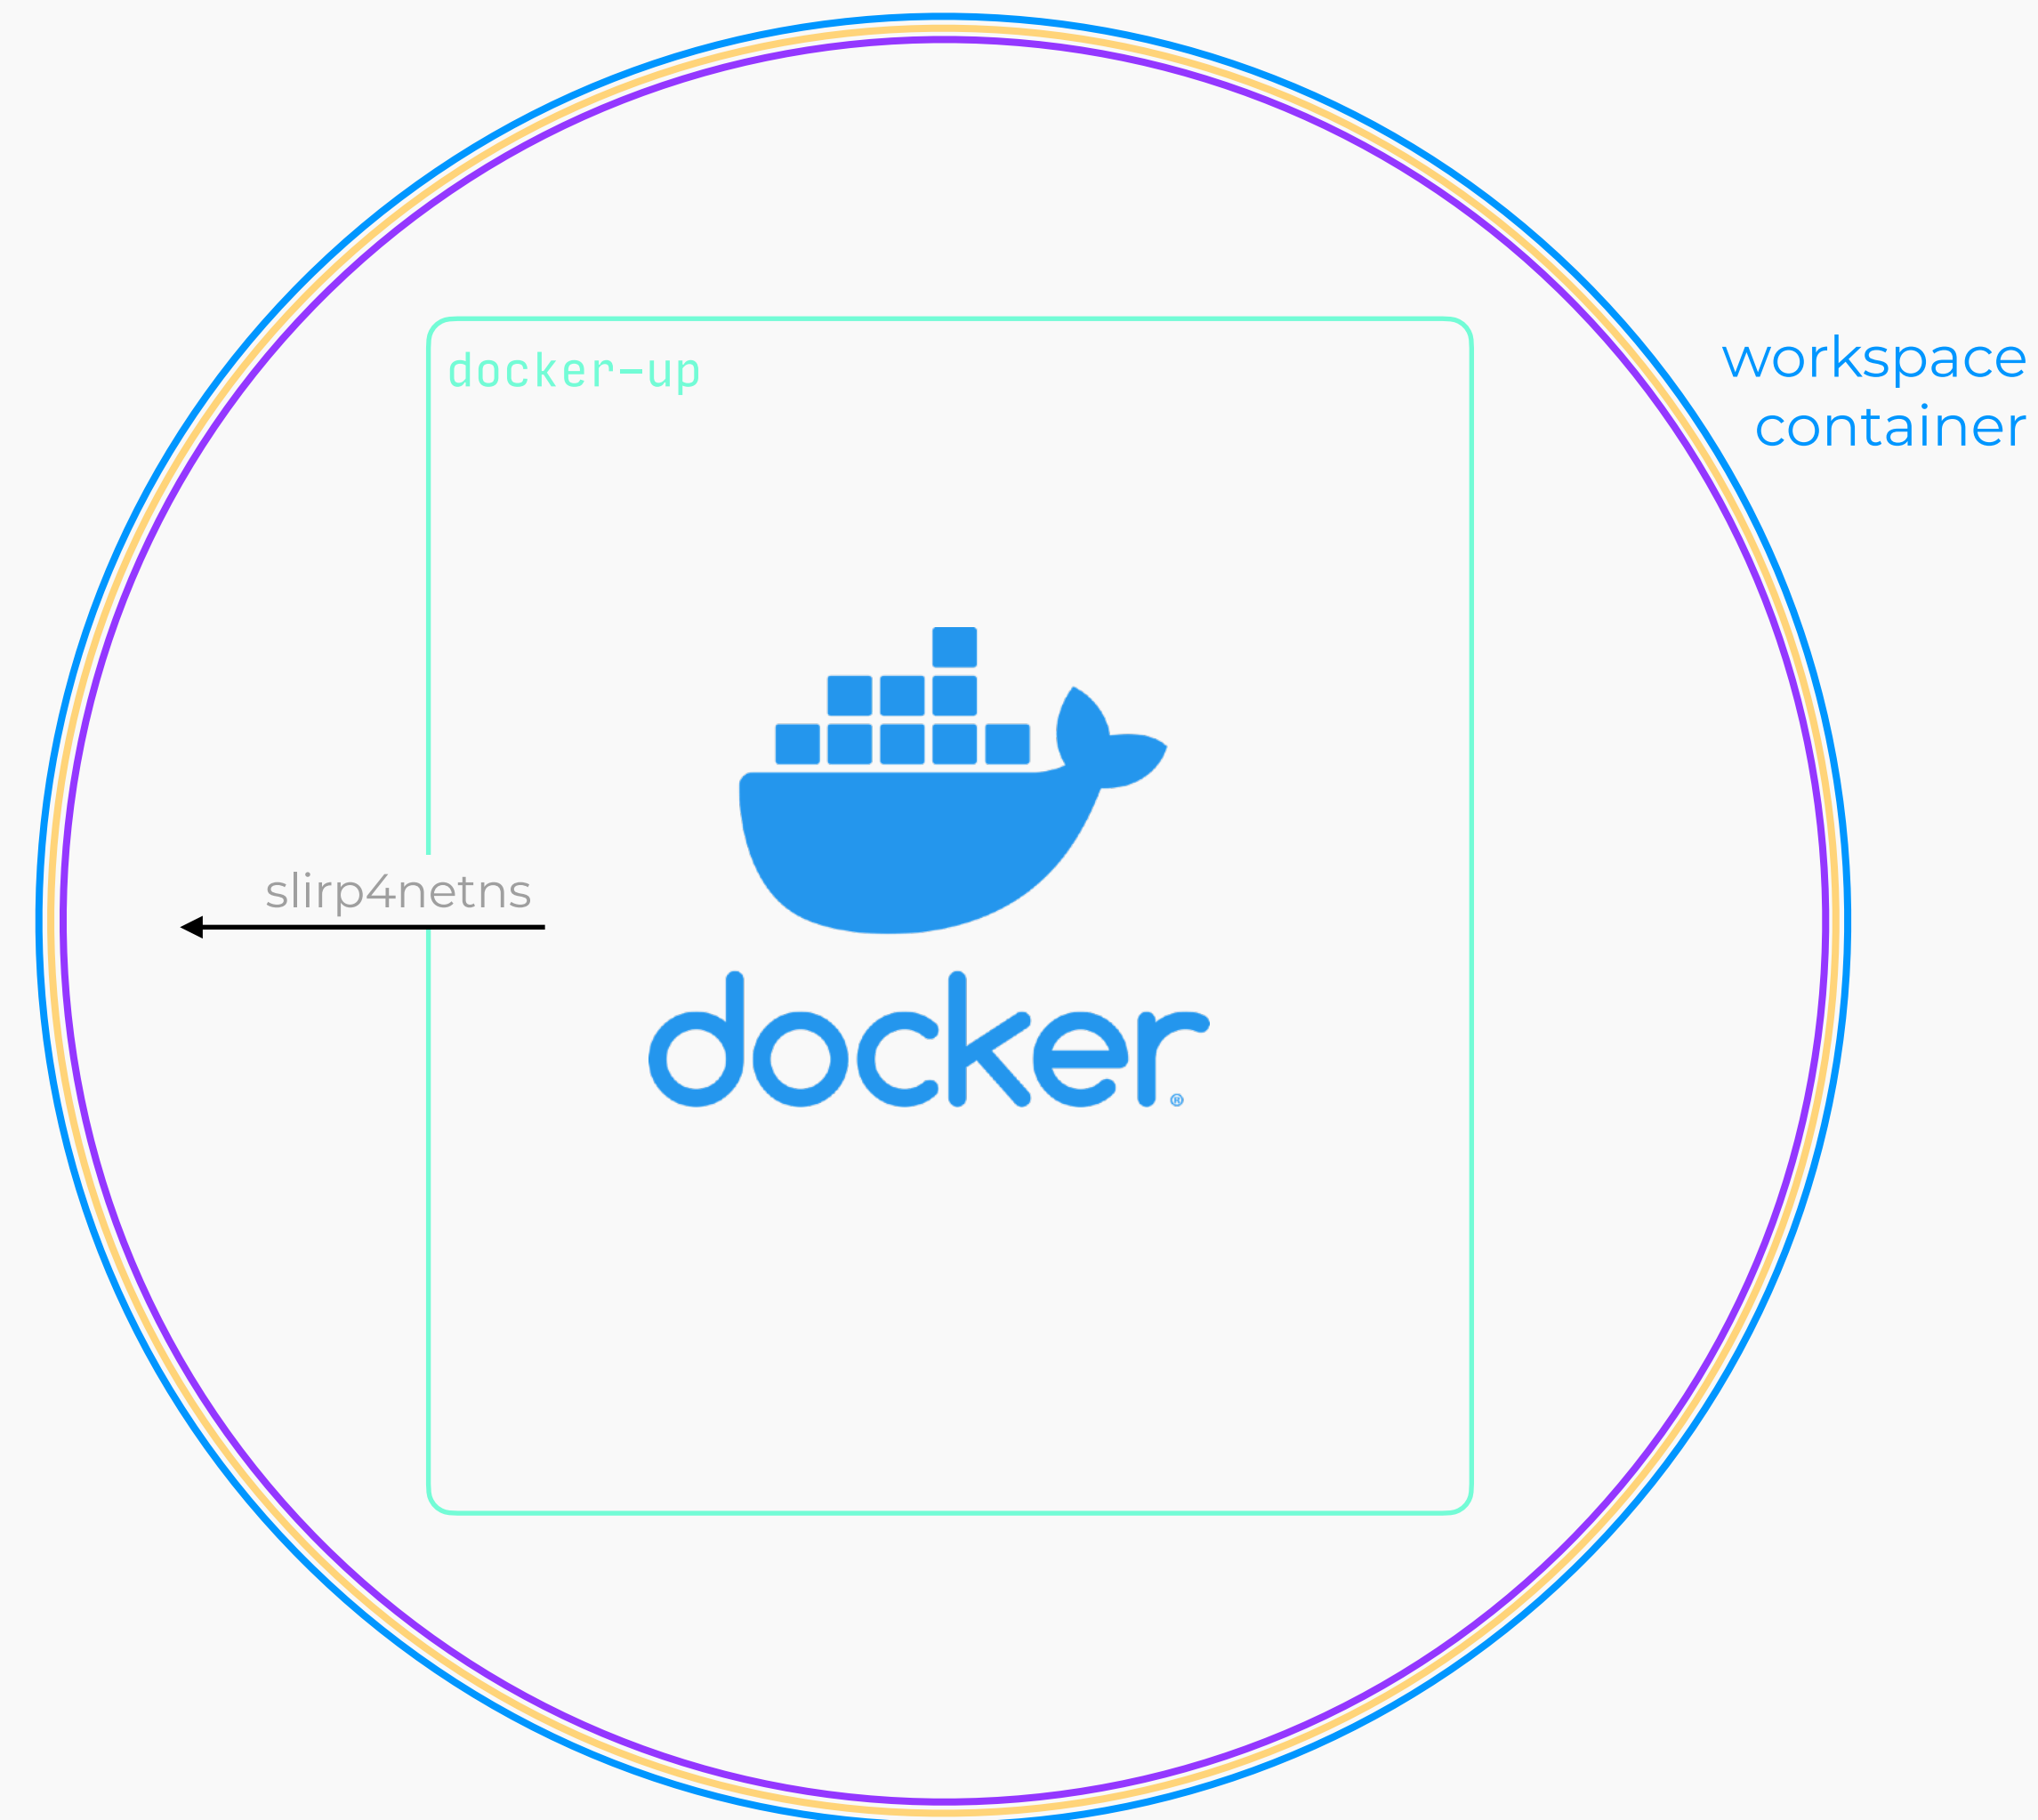 docker-up
workspace
container
slirp4netns
docker®